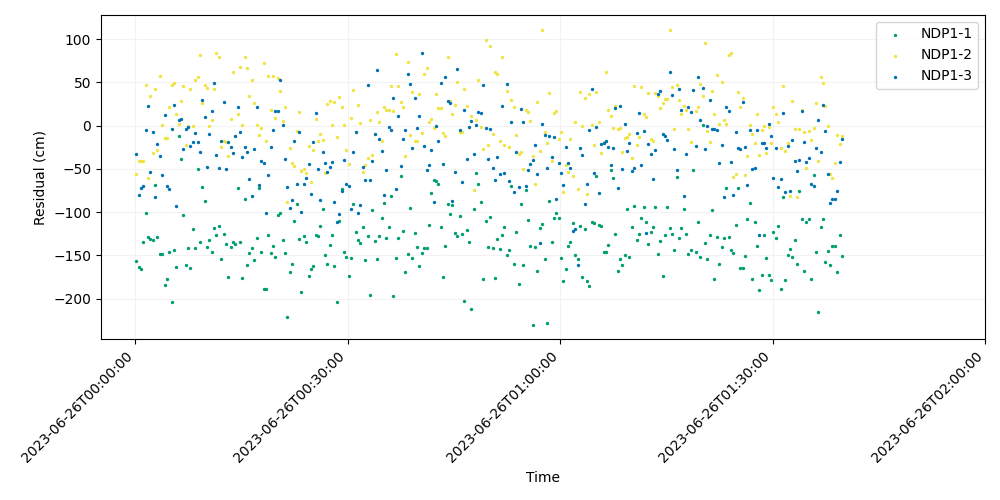 100
50
0
−50
−100
−150
−200
Residual (cm)
NDP1-1
NDP1-2
NDP1-3
2023-06-26T00:00:00
2023-06-26T00:30:00
2023-06-26T01:00:00
2023-06-26T01:30:00
2023-06-26T02:00:00
Time